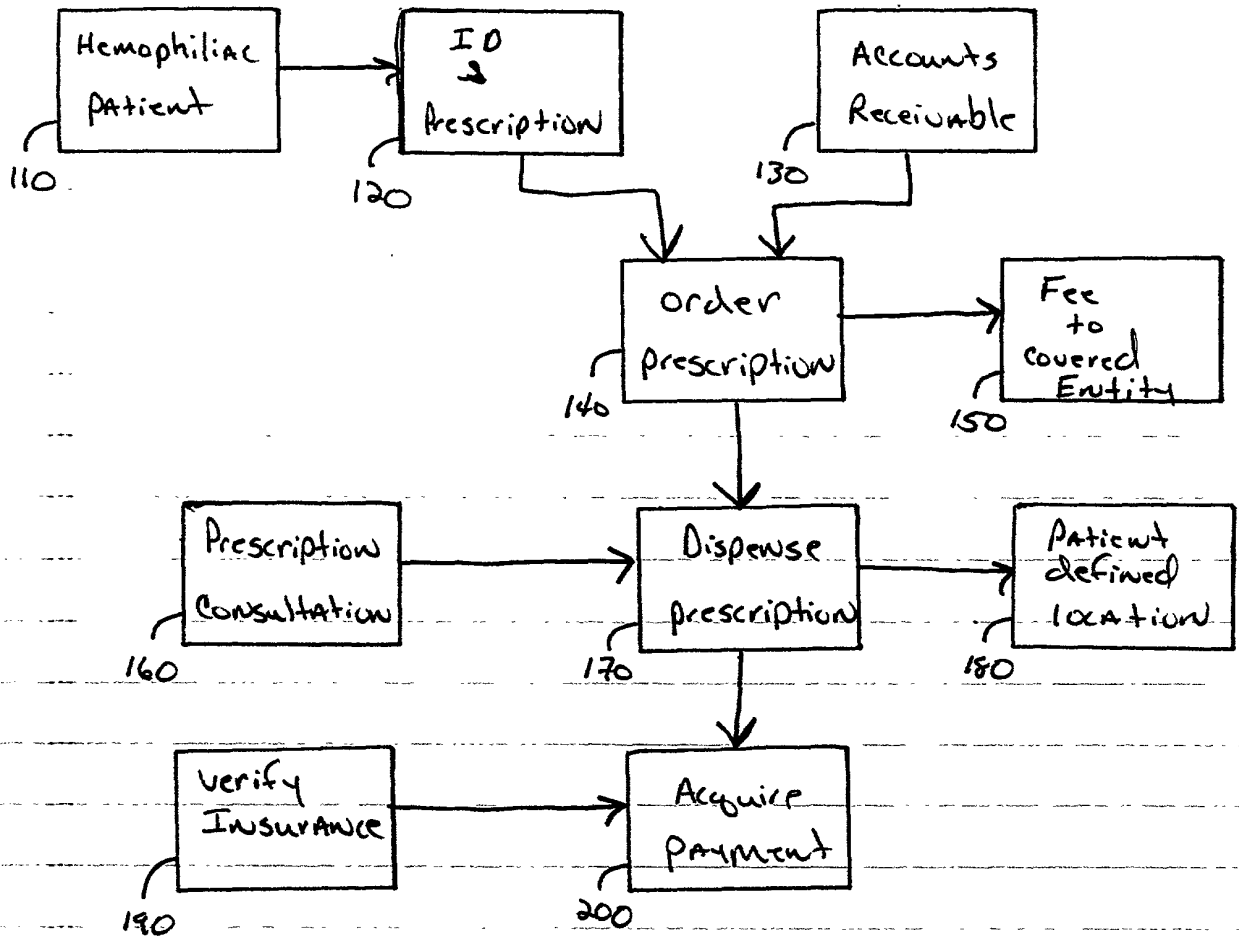 Hemophiliac
Patient
110
ID
&
Prescription
120
Accounts
Receivable
130
order
prescription
140
Fee
to
covered
Entity
150
Prescription
Consultation
160
Dispense
prescription
170
Patient
defined
location
180
verify
Insurance
190
Acquire
payment
200